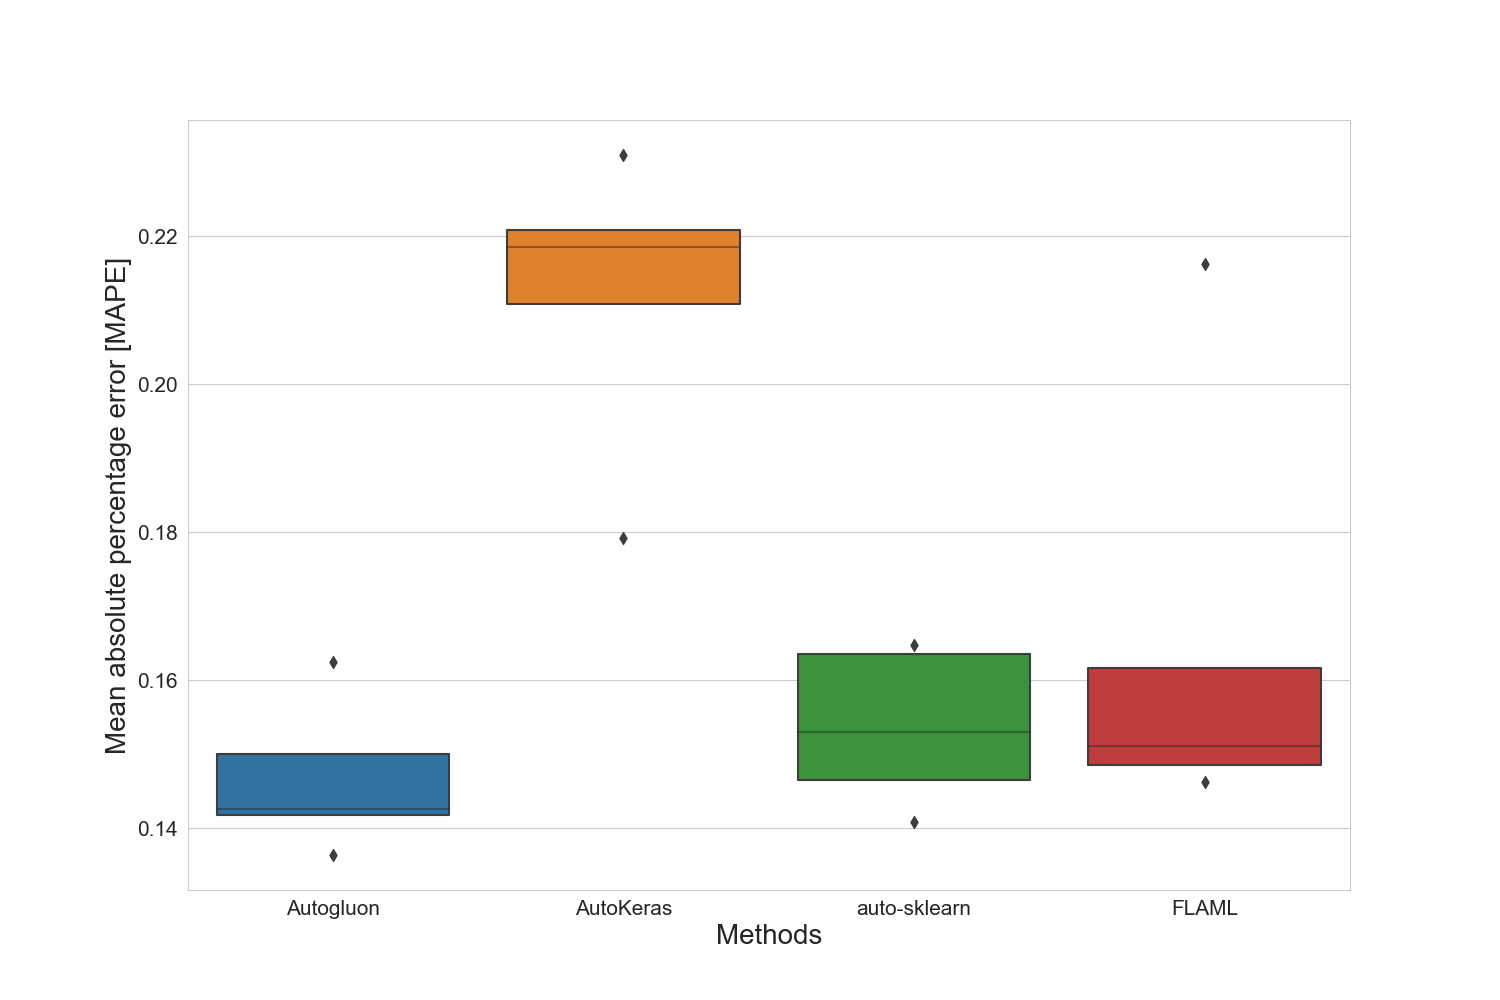 Mean absolute percentage error [MAPE]
0.22
0.20
0.18
0.16
0.14
Autogluon
AutoKeras
auto-sklearn
FLAML
Methods